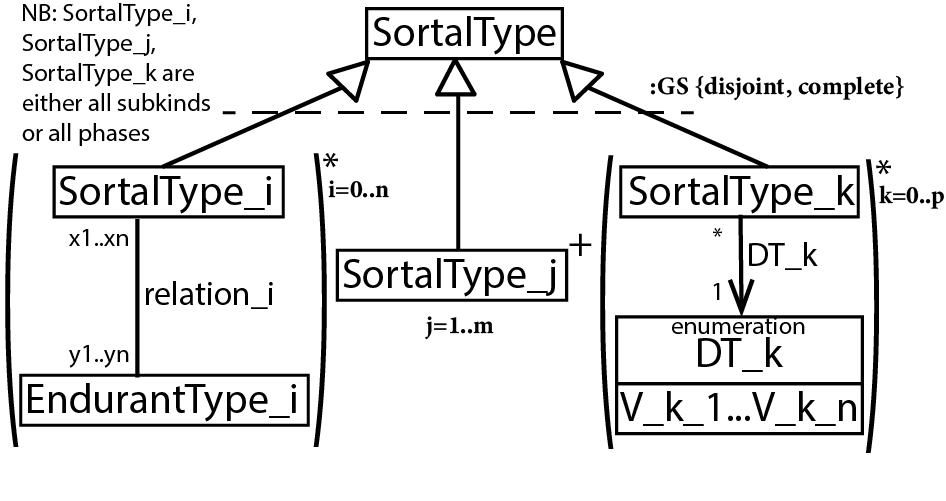 NB: SortalType_i,
SortalType_j,
SortalType_k are
either all subkinds
or all phases
SortalType
:GS {disjoint, complete}
SortalType_i
*
i=0..n
x1..xn
relation_i
y1..yn
EndurantType_i
SortalType_j
+
j=1..m
SortalType_k
*
k=0..p
*
DT_k
1
enumeration
DT_k
V_k_1...V_k_n